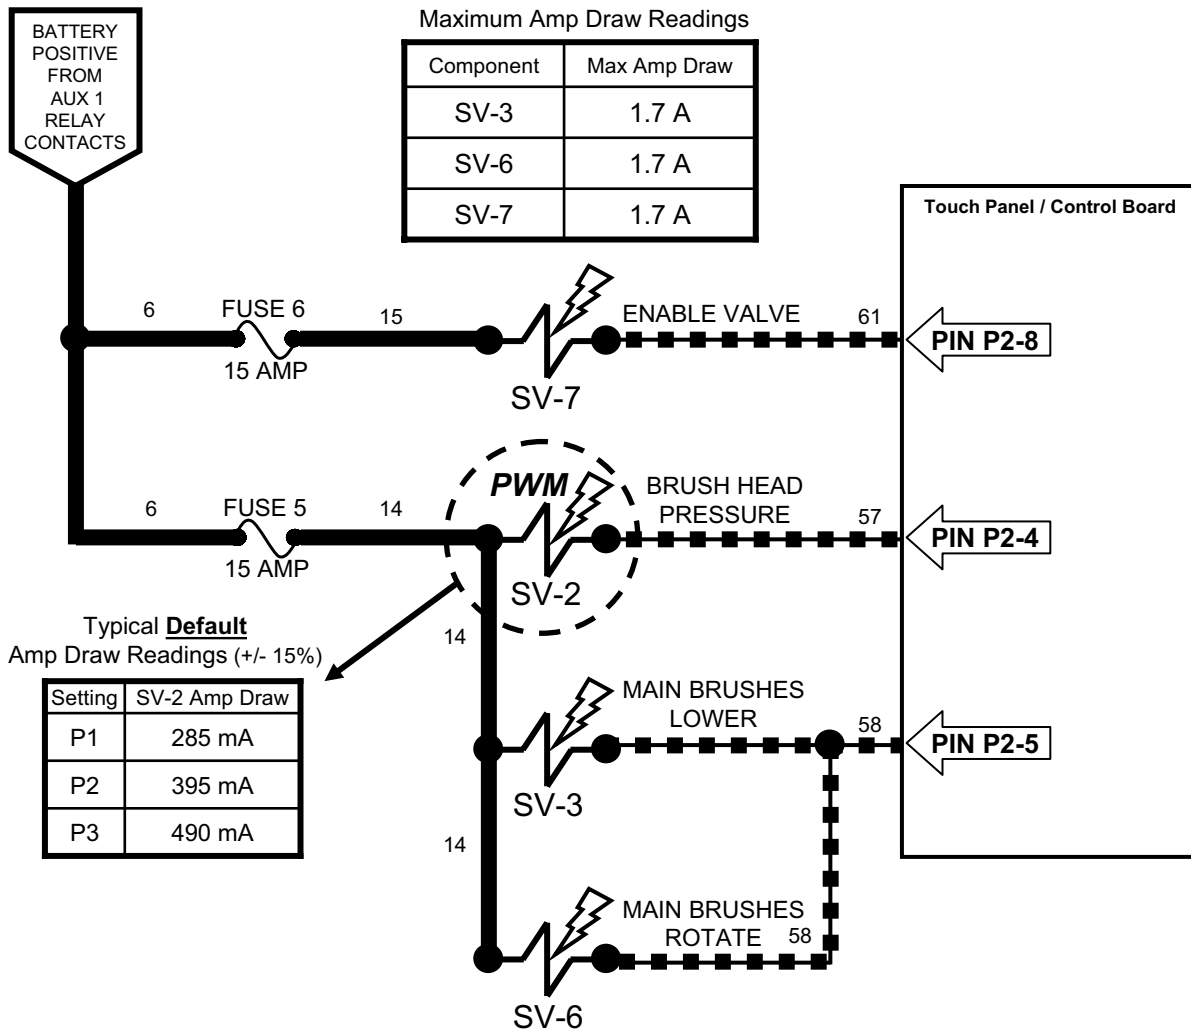 BATTERY
POSITIVE
FROM
AUX 1
RELAY
CONTACTS
Maximum Amp Draw Readings
Component Max Amp Draw
SV-3 1.7 A
SV-6 1.7 A
SV-7 1.7 A
Touch Panel / Control Board
6 FUSE 6 15 ENABLE VALVE 61
15 AMP
SV-7
PIN P2-8
PWM
6 FUSE 5 14 BRUSH HEAD
PRESSURE 57
15 AMP
SV-2
PIN P2-4
Typical Default
Amp Draw Readings (+/- 15%)
Setting SV-2 Amp Draw
P1 285 mA
P2 395 mA
P3 490 mA
14
MAIN BRUSHES
LOWER 58
SV-3
PIN P2-5
14
MAIN BRUSHES
ROTATE 58
SV-6